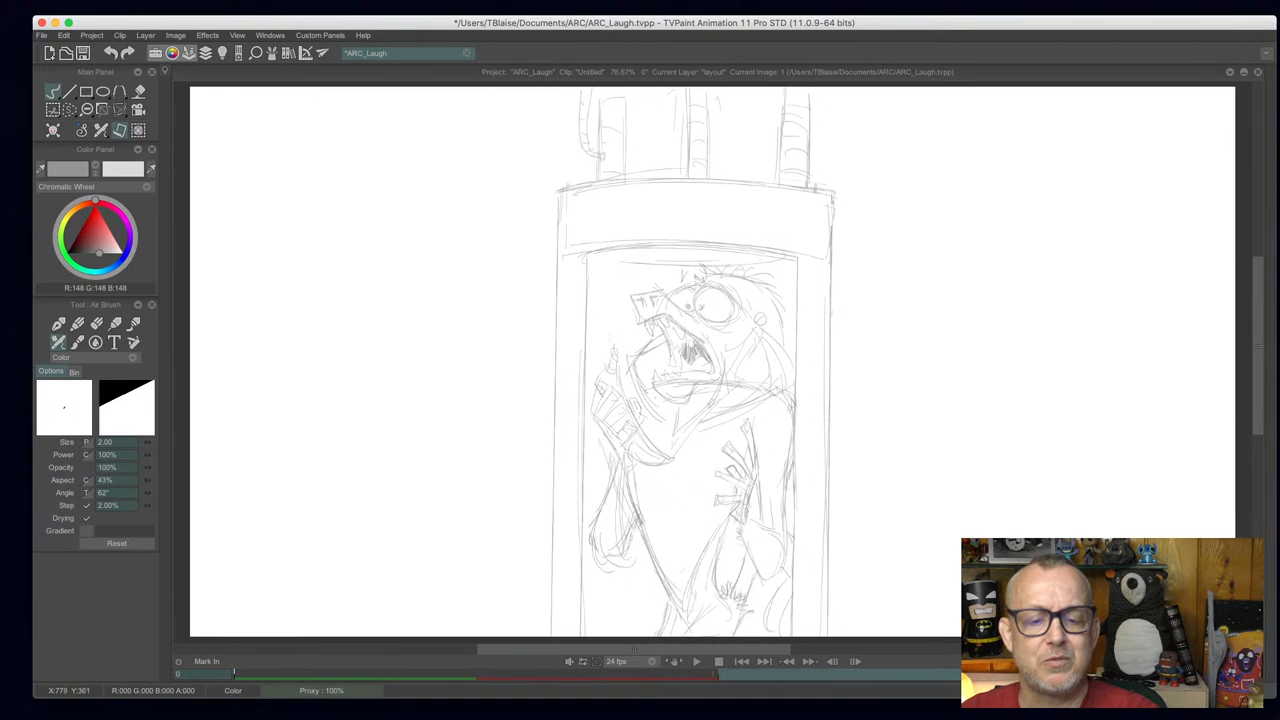 */Users/TBlaise/Documents/ARC/ARC_Laugh.tvpp - TVPaint Animation 11 Pro STD (11.0.9-64 bits)
File Edit Project Clip Layer Image Effects View Windows Custom Panels Help
*ARC_Laugh
Main Panel
Project: "ARC_Laugh" Clip: "Untitled" 76.67% 0° Current Layer: "layout" Current Image: 1 (/Users/TBlaise/Documents/ARC/ARC_Laugh.tvpp)
Color Panel
Chromatic Wheel
R:148 G:148 B:148
Tool : Air Brush
T
Color
Options Bin
Size P 2.00
Power C 100%
Opacity 100%
Aspect C 43%
Angle T 62°
Step 2.00%
Drying
Gradient
Reset
Mark In
24 fps
0
X:779 Y:361 R:000 G:000 B:000 A:000 Color Proxy : 100%